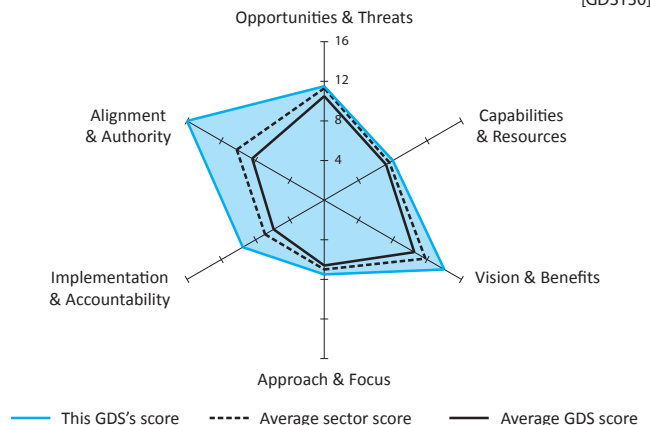 [GDS130]
Opportunities & Threats
16
12
8
4
Alignment
& Authority
Capabilities
& Resources
Implementation
& Accountability
Vision & Benefits
Approach & Focus
This GDS's score
Average sector score
Average GDS score